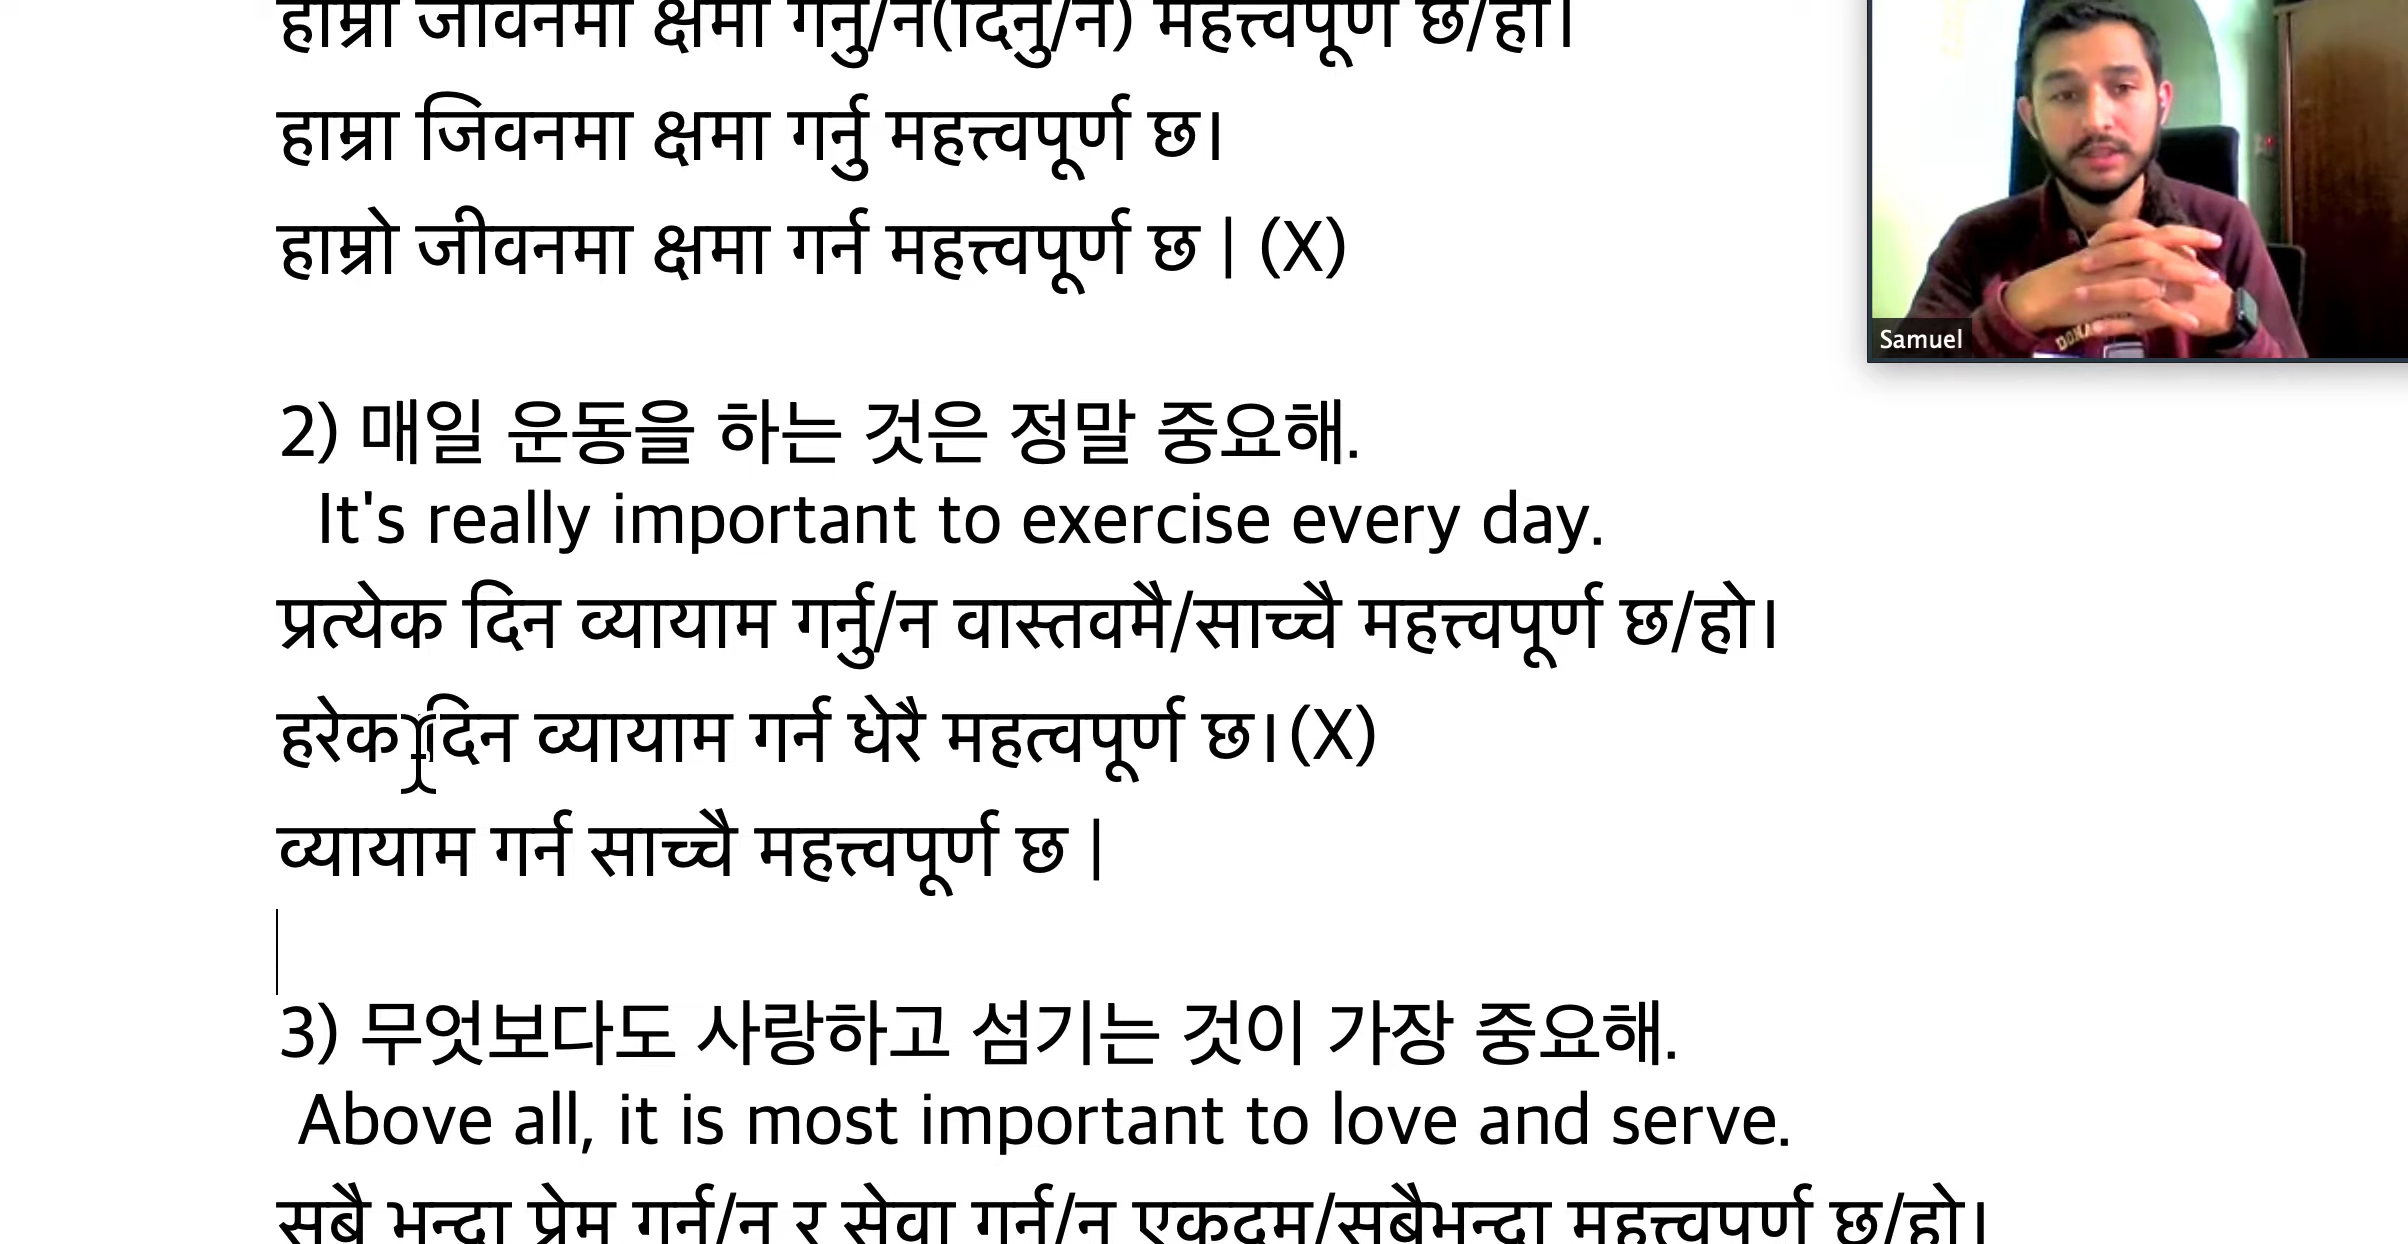 हाम्रो जीवनमा क्षमा गर्नु/न(दिनु/न) महत्त्वपूर्ण छ/हो।
हाम्रा जिवनमा क्षमा गर्नु महत्त्वपूर्ण छ।
हाम्रो जीवनमा क्षमा गर्न महत्त्वपूर्ण छ | (X)
Samuel
2) 매일 운동을 하는 것은 정말 중요해.
It's really important to exercise every day.
प्रत्येक दिन व्यायाम गर्नु/न वास्तवमै/साच्चै महत्त्वपूर्ण छ/हो।
हरेक दिन व्यायाम गर्न धेरै महत्वपूर्ण छ।(X)
व्यायाम गर्न साच्चै महत्त्वपूर्ण छ |
3) 무엇보다도 사랑하고 섬기는 것이 가장 중요해.
Above all, it is most important to love and serve.
सबै भन्दा प्रेम गर्नु/न र सेवा गर्नु/न एकदम/सबैभन्दा महत्त्वपूर्ण छ/हो।